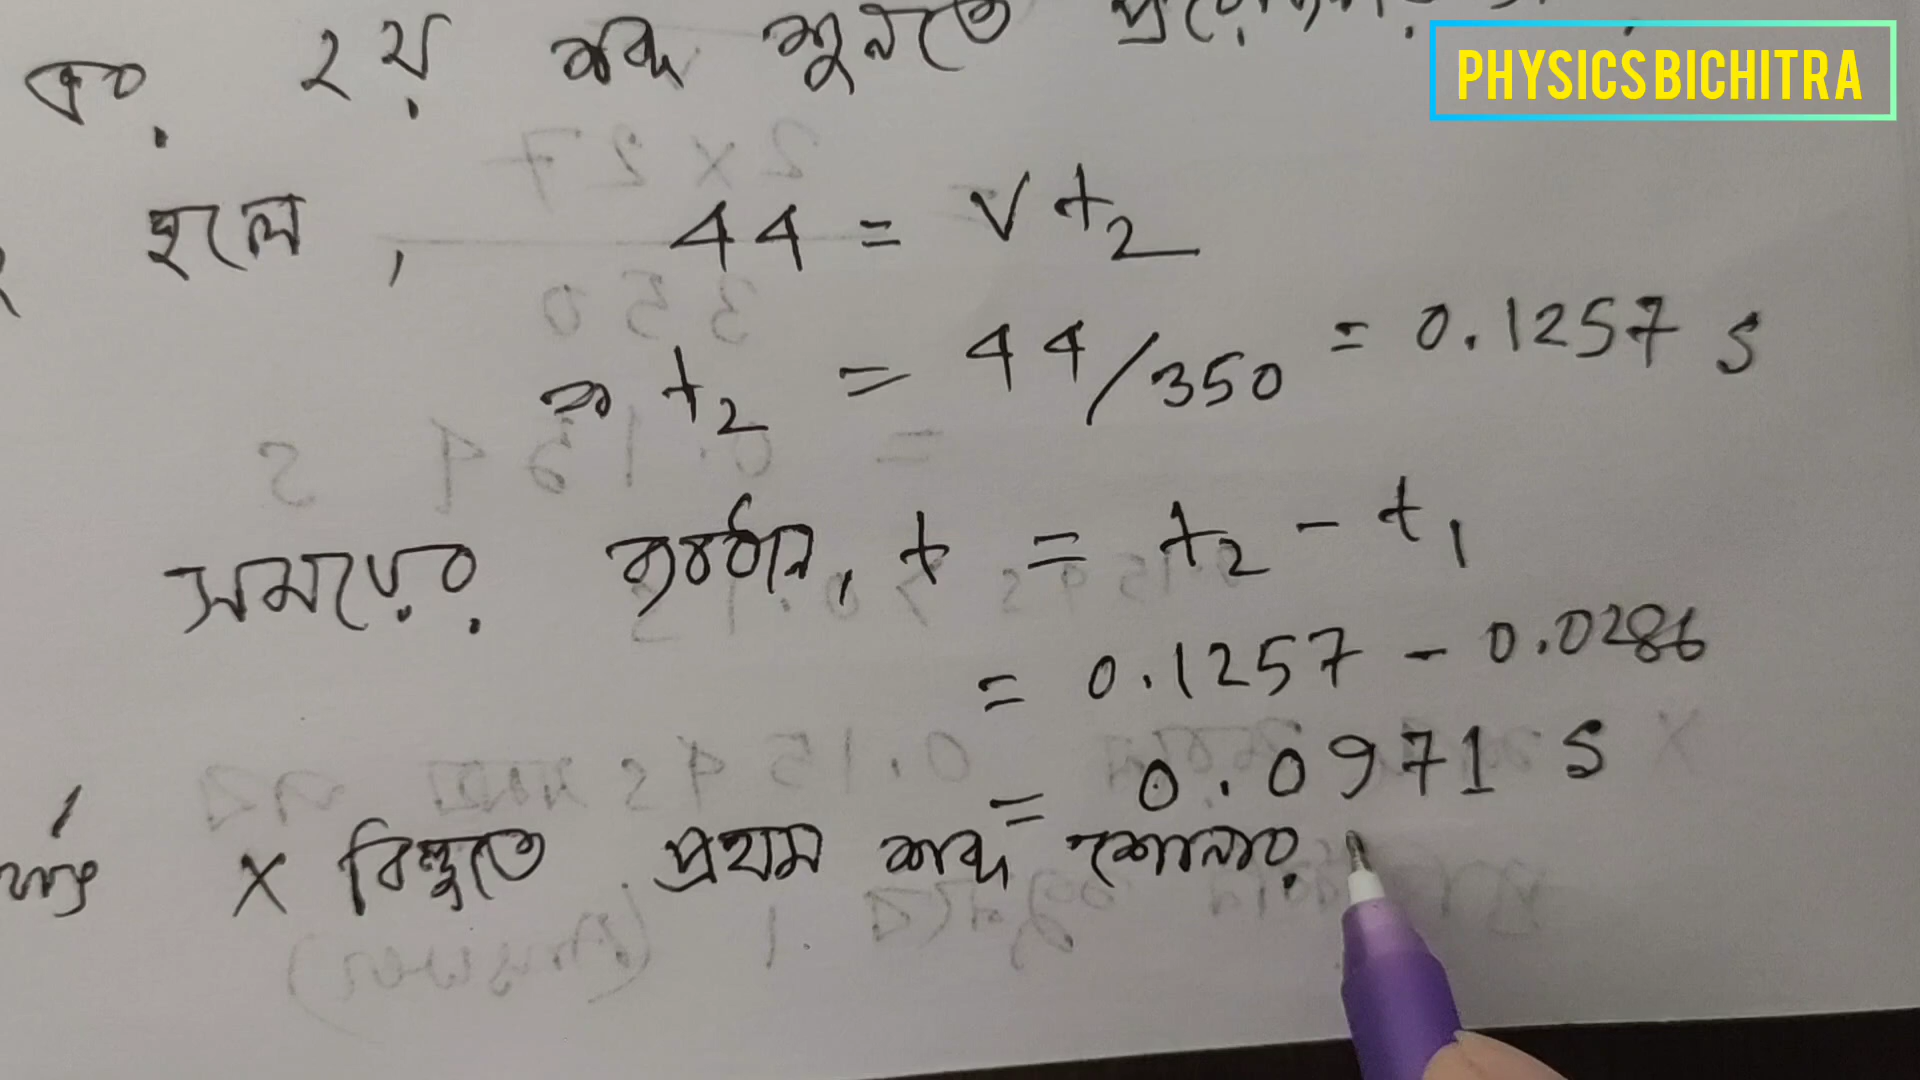 ২য় শব্দ শুনতে
PHYSICS BICHITRA
হলে, 44 = vt₂
t₂ = 44/350 = 0.1257 s
সময়ের ব্যবধান, t = t₂ - t₁
= 0.1257 - 0.0286
= 0.0971 s
X বিন্দুতে প্রথম শব্দ শোনার